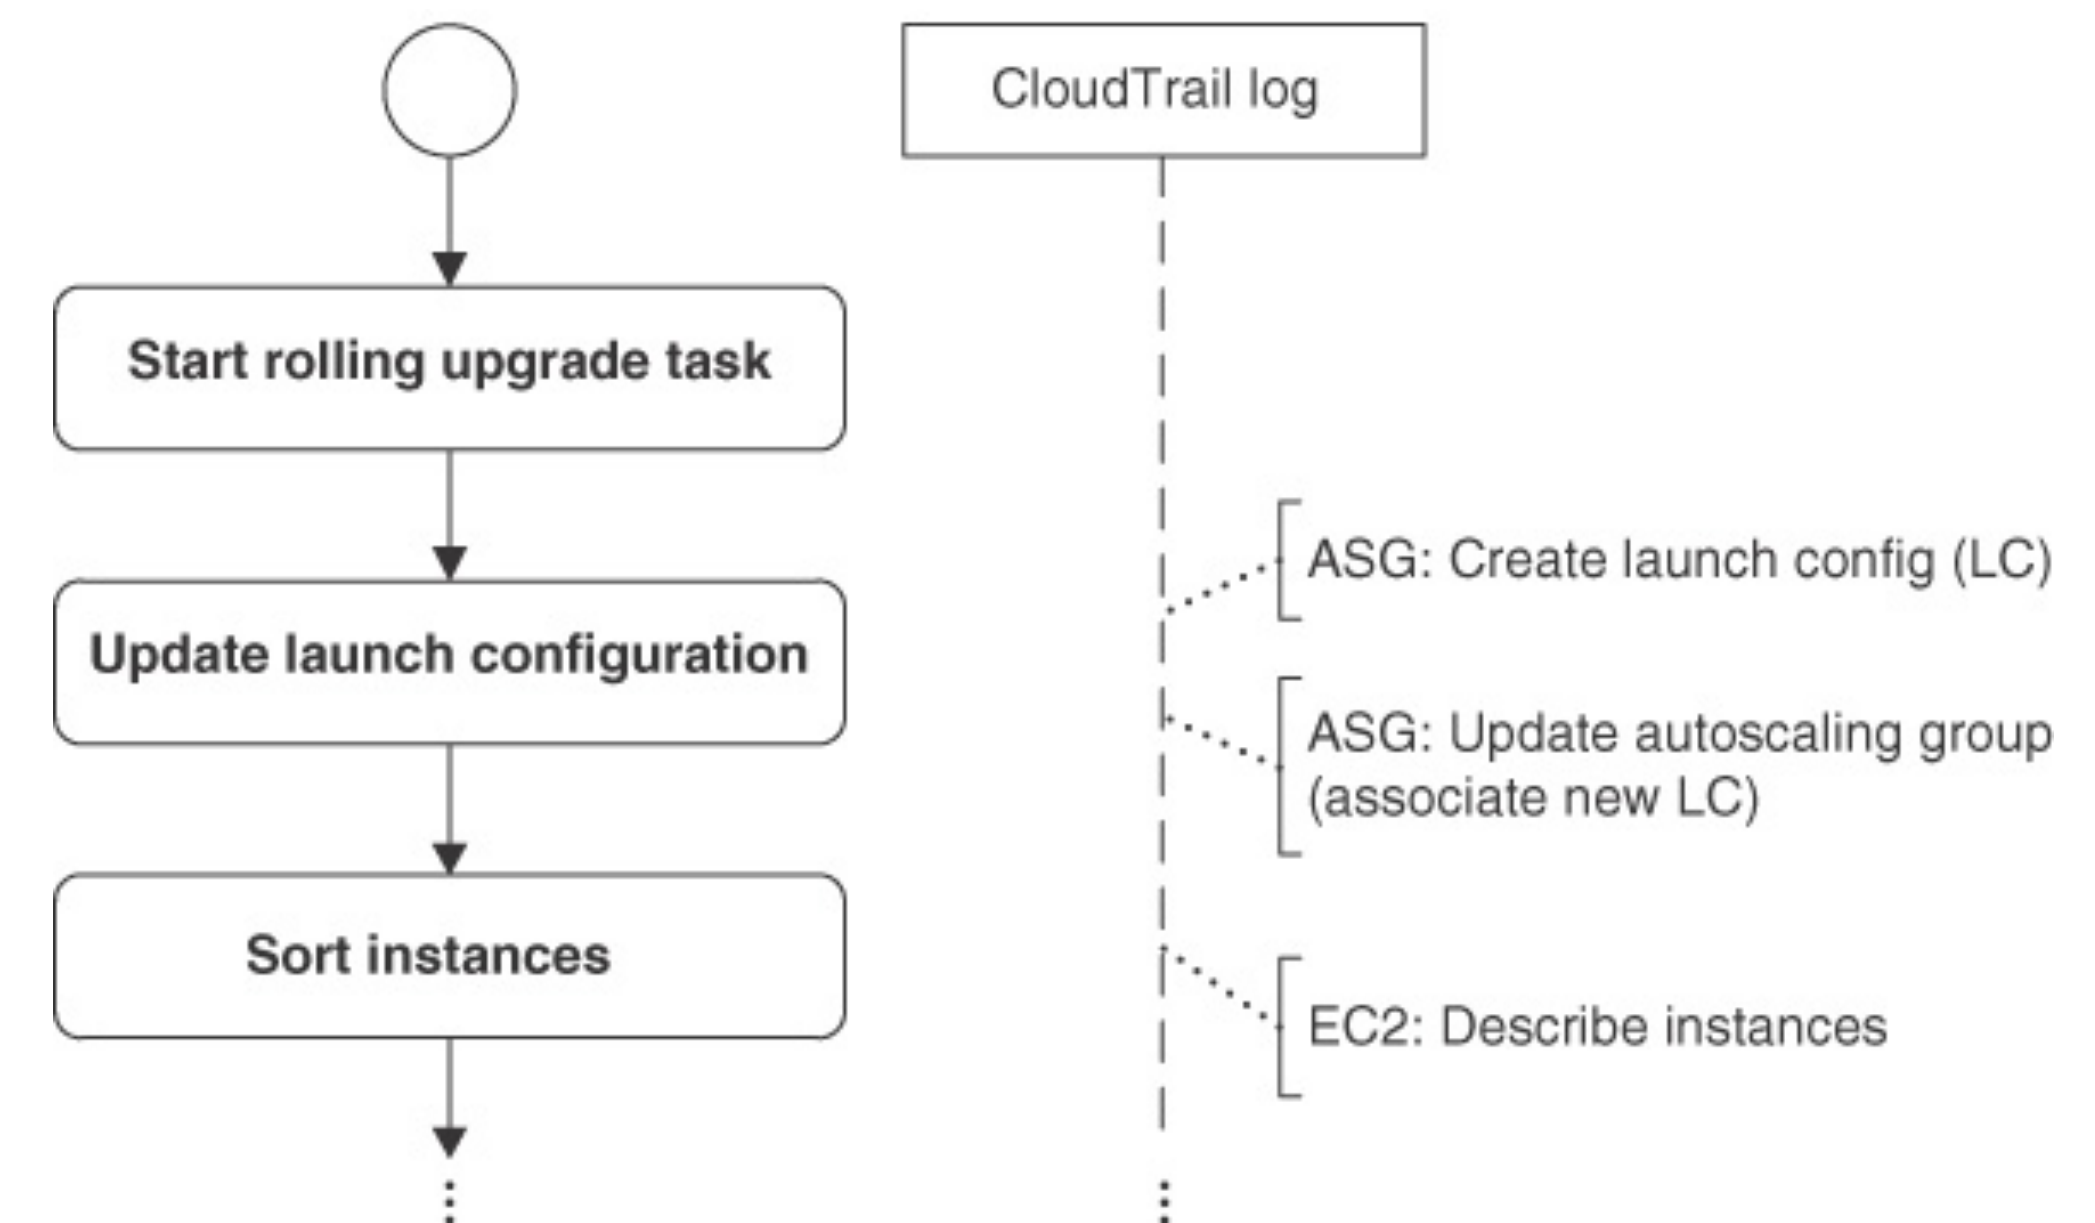 CloudTrail log
Start rolling upgrade task
ASG: Create launch config (LC)
Update launch configuration
ASG: Update autoscaling group
(associate new LC)
Sort instances
EC2: Describe instances